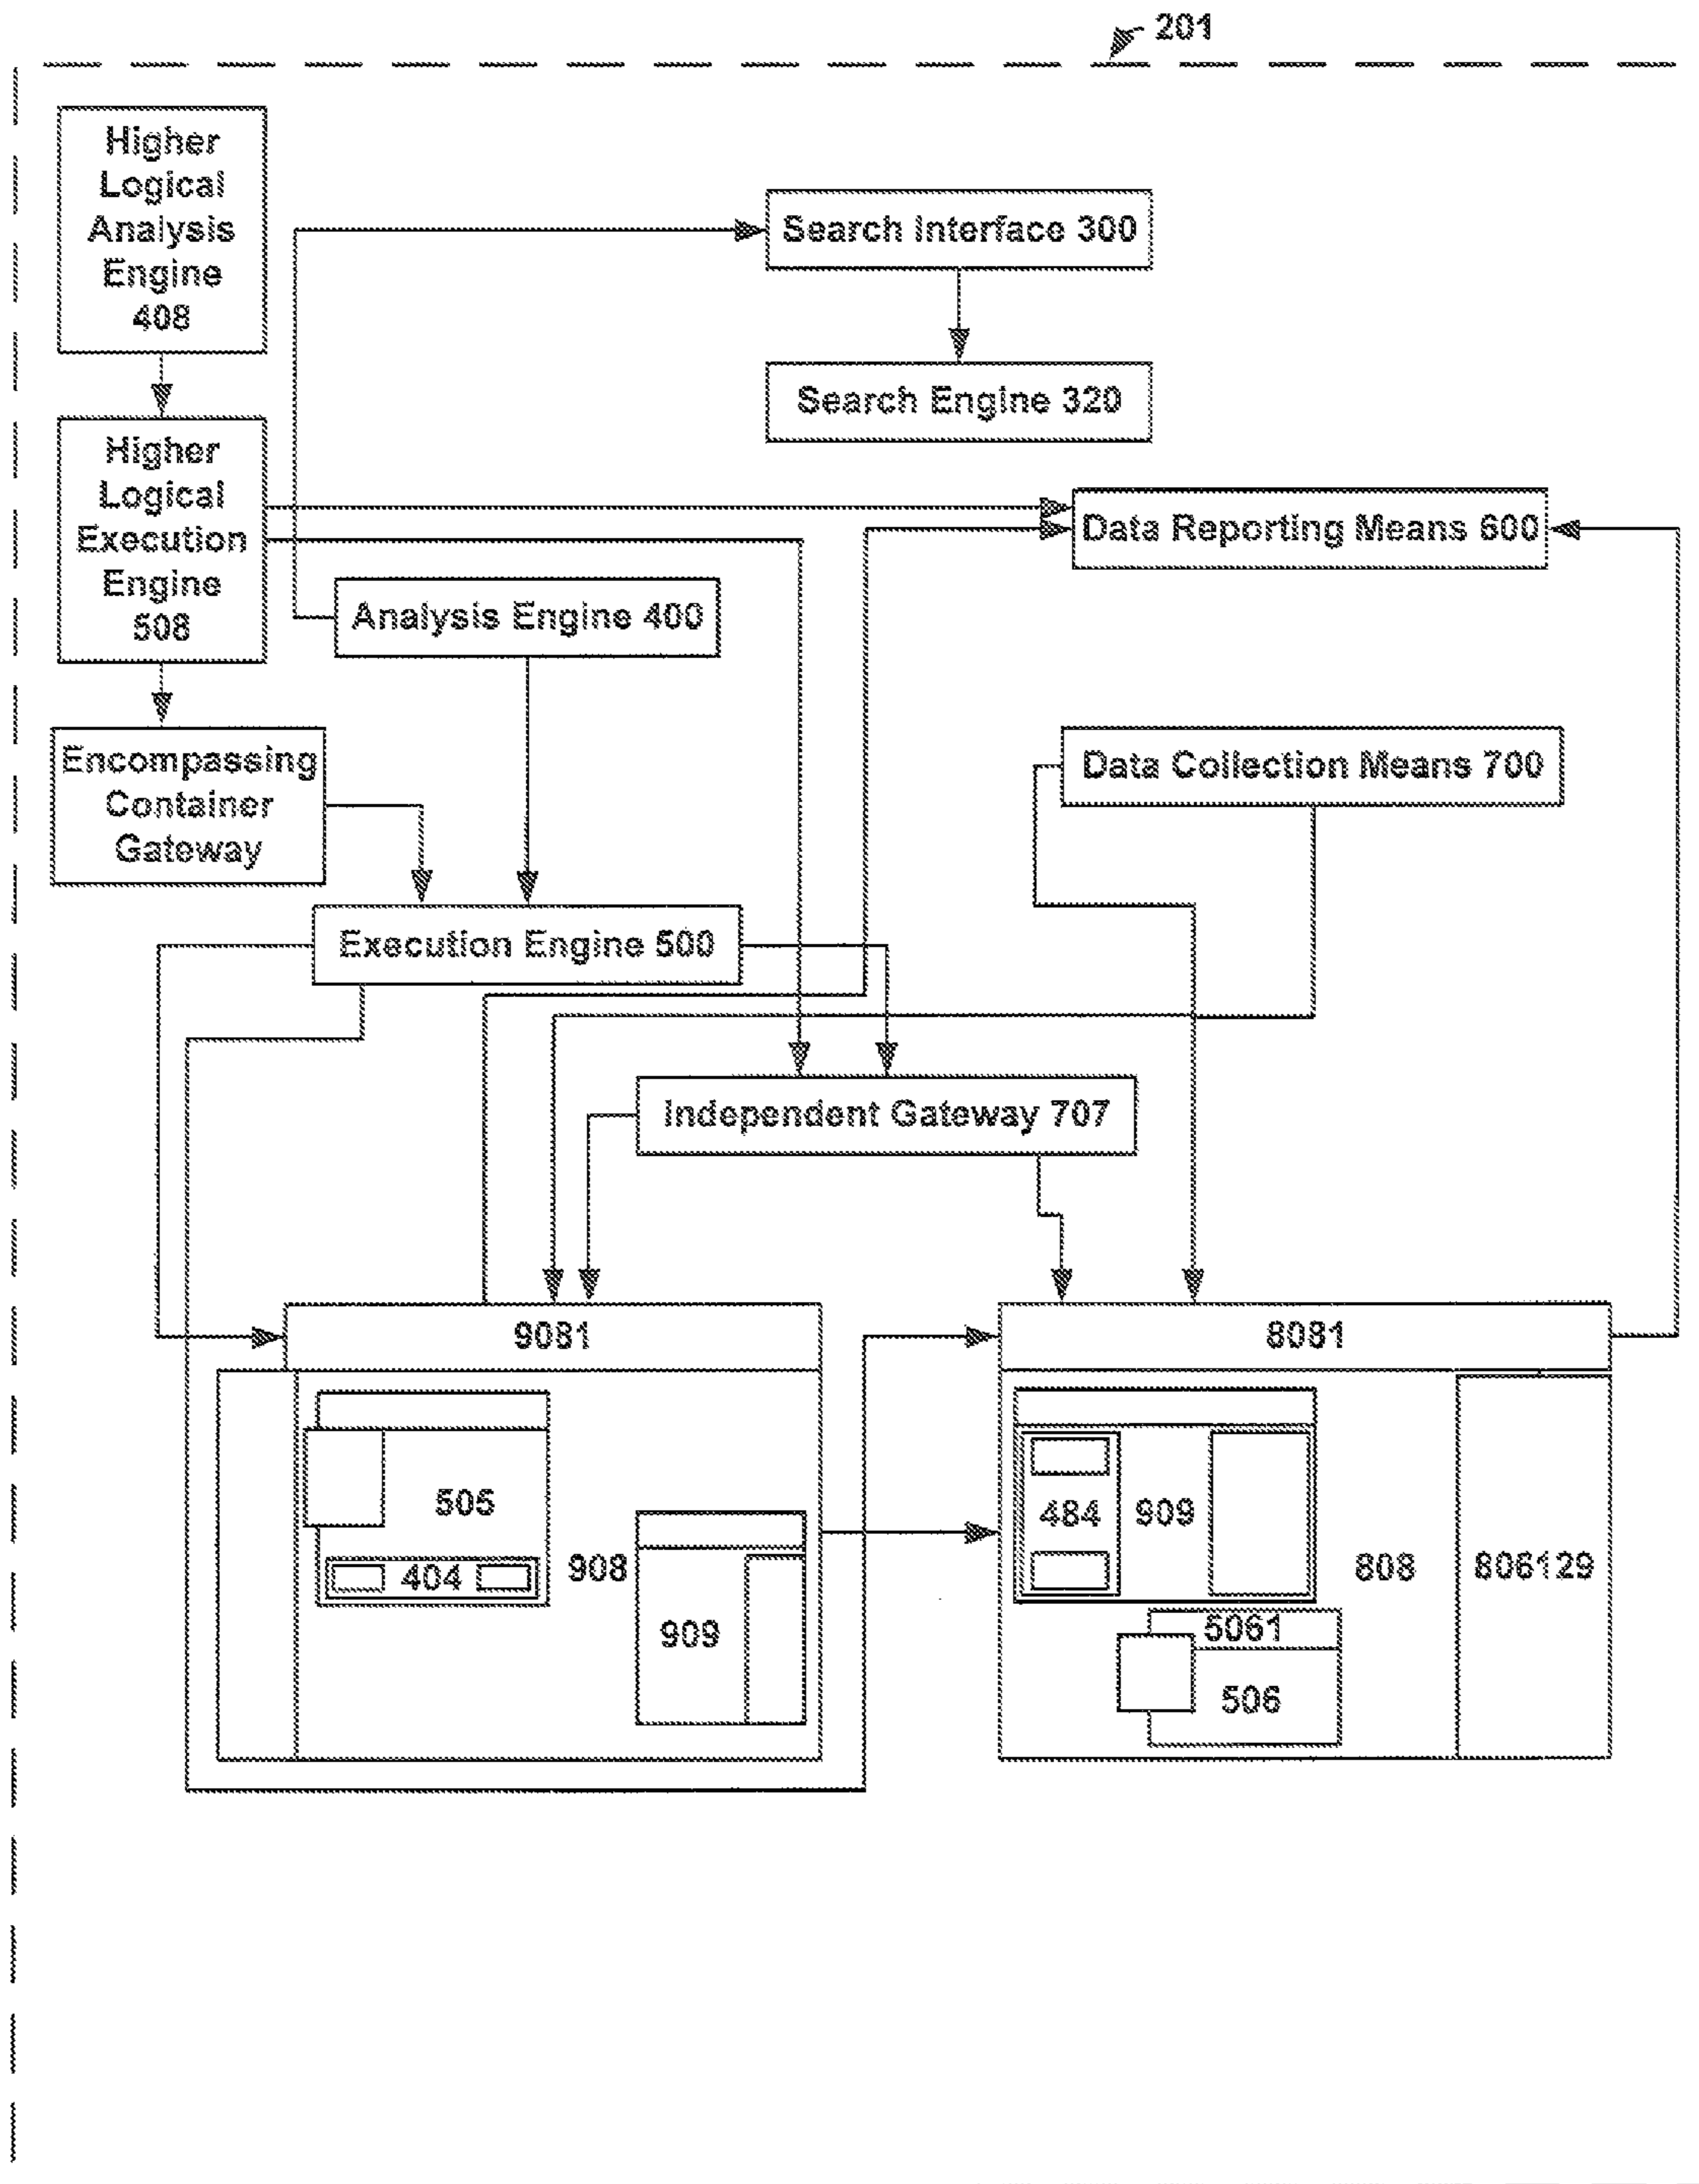 201
Higher
Logical
Analysis
Engine
408
Search Interface 300
Search Engine 320
Higher
Logical
Execution
Engine
508
Data Reporting Means 600
Analysis Engine 400
Encompassing
Container
Gateway
Data Collection Means 700
Execution Engine 500
Independent Gateway 707
9081
8081
505
404
908
909
484
909
808
806129
5061
506